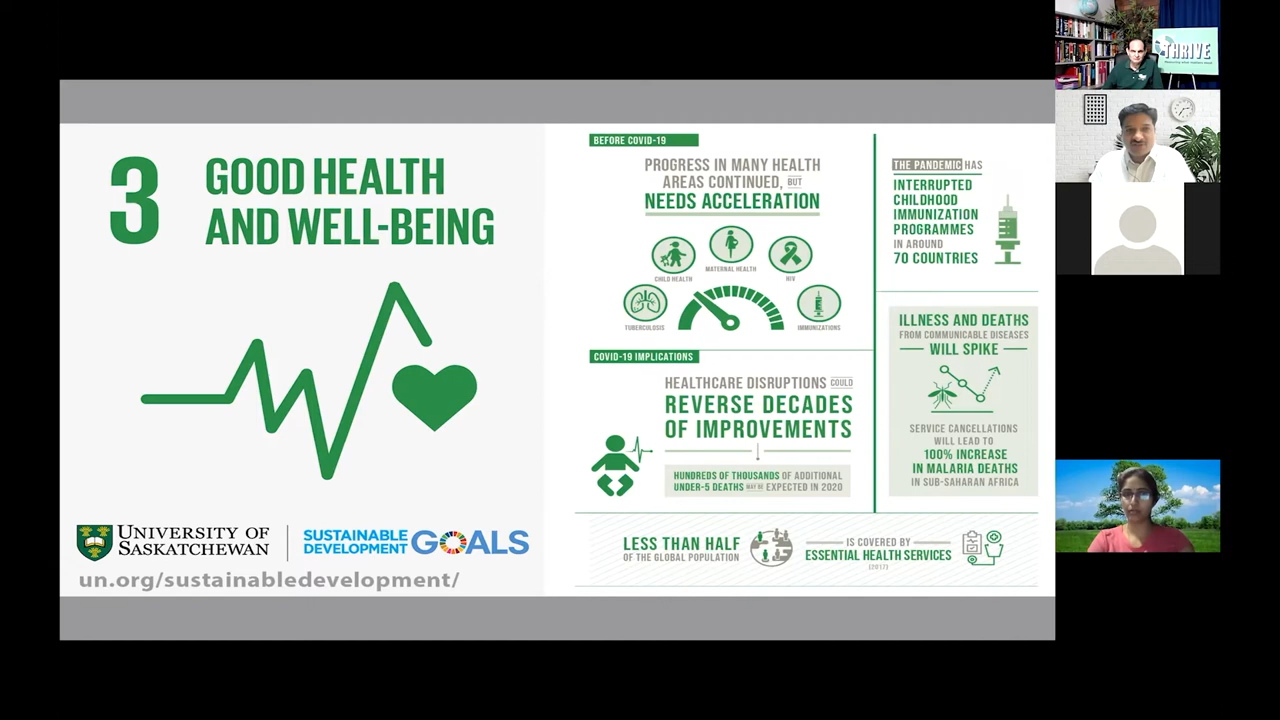 3
GOOD HEALTH
AND WELL-BEING
UNIVERSITY OF
SASKATCHEWAN
SUSTAINABLE
DEVELOPMENT
GOALS
un.org/sustainabledevelopment/
BEFORE COVID-19
PROGRESS IN MANY HEALTH
AREAS CONTINUED, BUT
NEEDS ACCELERATION
CHILD HEALTH
MATERNAL HEALTH
HIV
TUBERCULOSIS
IMMUNIZATIONS
COVID-19 IMPLICATIONS
HEALTHCARE DISRUPTIONS COULD
REVERSE DECADES
OF IMPROVEMENTS
HUNDREDS OF THOUSANDS OF ADDITIONAL
UNDER-5 DEATHS MAY BE EXPECTED IN 2020
THE PANDEMIC HAS
INTERRUPTED
CHILDHOOD
IMMUNIZATION
PROGRAMMES
IN AROUND
70 COUNTRIES
ILLNESS AND DEATHS
FROM COMMUNICABLE DISEASES
WILL SPIKE
SERVICE CANCELLATIONS
WILL LEAD TO
100% INCREASE
IN MALARIA DEATHS
IN SUB-SAHARAN AFRICA
LESS THAN HALF
OF THE GLOBAL POPULATION
IS COVERED BY
ESSENTIAL HEALTH SERVICES
(2017)
THRIVE